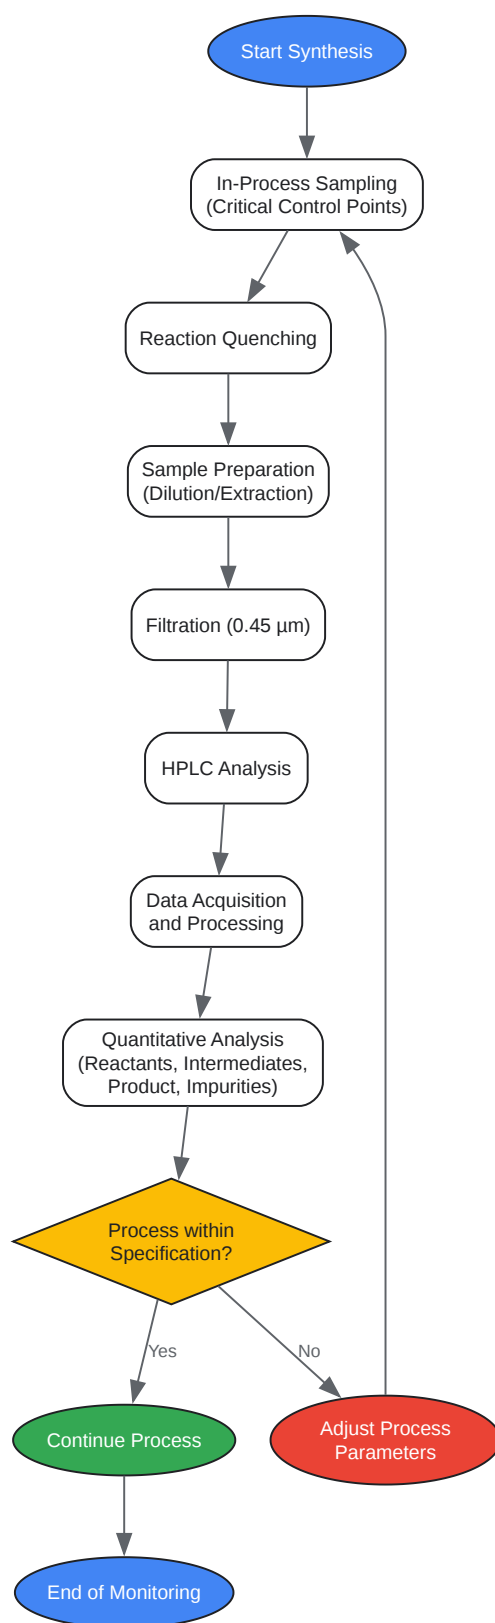 Start Synthesis
In-Process Sampling
(Critical Control Points)
Reaction Quenching
Sample Preparation
(Dilution/Extraction)
Filtration (0.45 µm)
HPLC Analysis
Data Acquisition
and Processing
Quantitative Analysis
(Reactants, Intermediates,
Product, Impurities)
Process within
Specification?
Yes
No
Continue Process
Adjust Process
Parameters
End of Monitoring